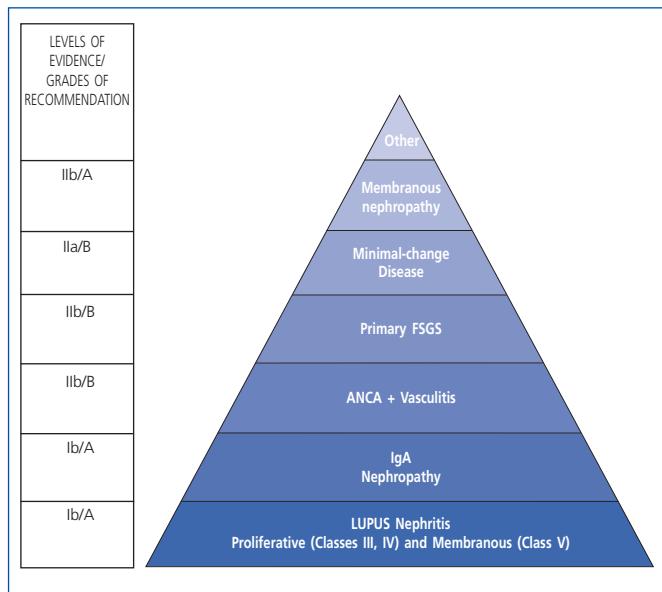 LEVELS OF
EVIDENCE/
GRADES OF
RECOMMENDATION
Other
IIb/A
Membranous
nephropathy
IIa/B
Minimal-change
Disease
IIb/B
Primary FSGS
IIb/B
ANCA + Vasculitis
Ib/A
IgA
Nephropathy
Ib/A
LUPUS Nephritis
Proliferative (Classes III, IV) and Membranous (Class V)